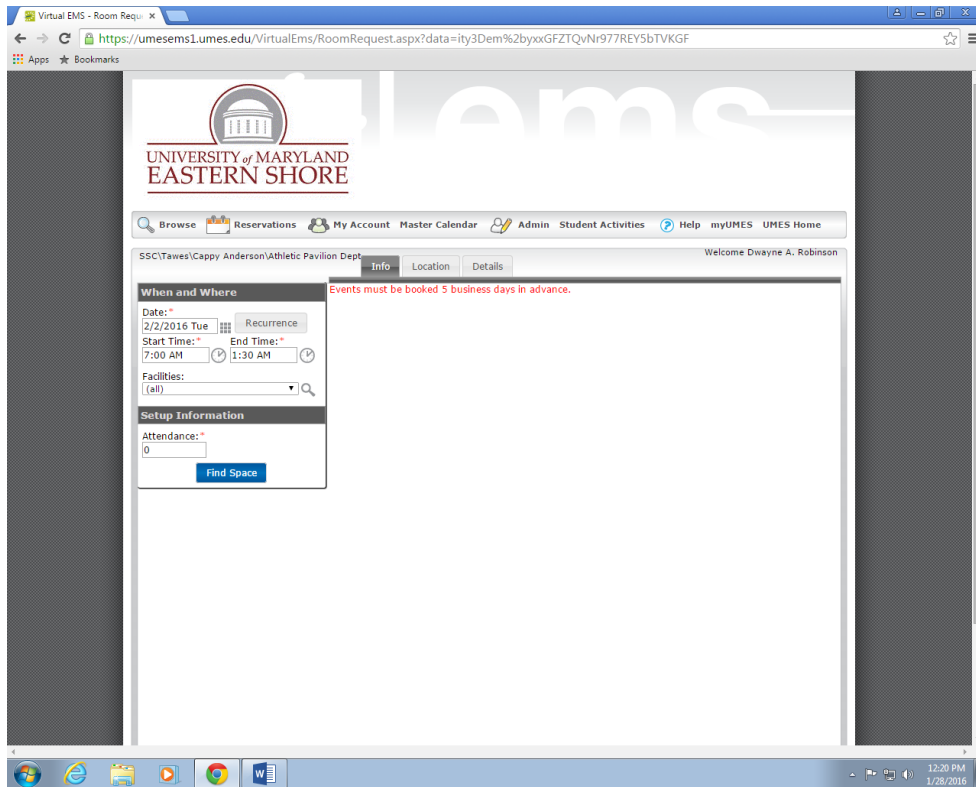 Virtual EMS - Room Requ
https://umesems1.umes.edu/VirtualEms/RoomRequest.aspx?data=ity3Dem%2byxxGFZTQvNr977REY5bTVKGF
Apps Bookmarks
ems
UNIVERSITY of MARYLAND
EASTERN SHORE
Browse Reservations My Account Master Calendar Admin Student Activities Help myUMES UMES Home
SSC\Tawes\Cappy Anderson\Athletic Pavilion Dept Info Location Details Welcome Dwayne A. Robinson
When and Where
Events must be booked 5 business days in advance.
Date:*
2/2/2016 Tue Recurrence
Start Time:* End Time:*
7:00 AM 1:30 AM
Facilities:
(all)
Setup Information
Attendance:*
0
Find Space
12:20 PM
1/28/2016